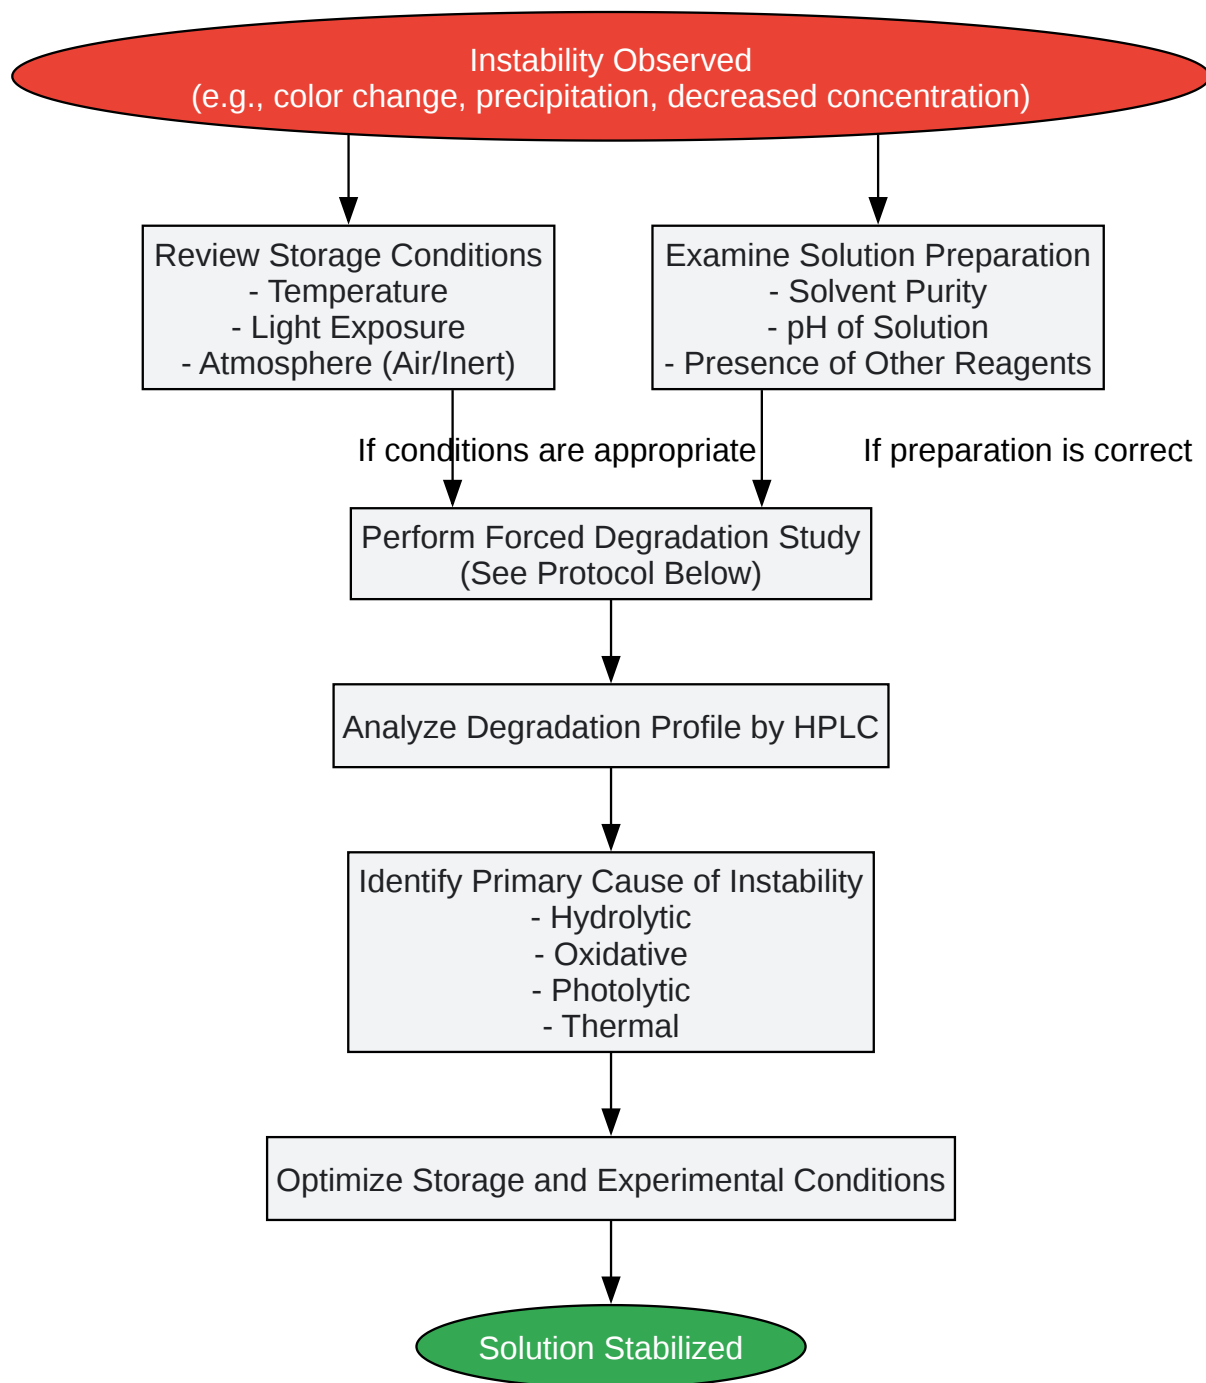 Instability Observed
(e.g., color change, precipitation, decreased concentration)
Review Storage Conditions
- Temperature
- Light Exposure
- Atmosphere (Air/Inert)
Examine Solution Preparation
- Solvent Purity
- pH of Solution
- Presence of Other Reagents
If conditions are appropriate
If preparation is correct
Perform Forced Degradation Study
(See Protocol Below)
Analyze Degradation Profile by HPLC
Identify Primary Cause of Instability
- Hydrolytic
- Oxidative
- Photolytic
- Thermal
Optimize Storage and Experimental Conditions
Solution Stabilized